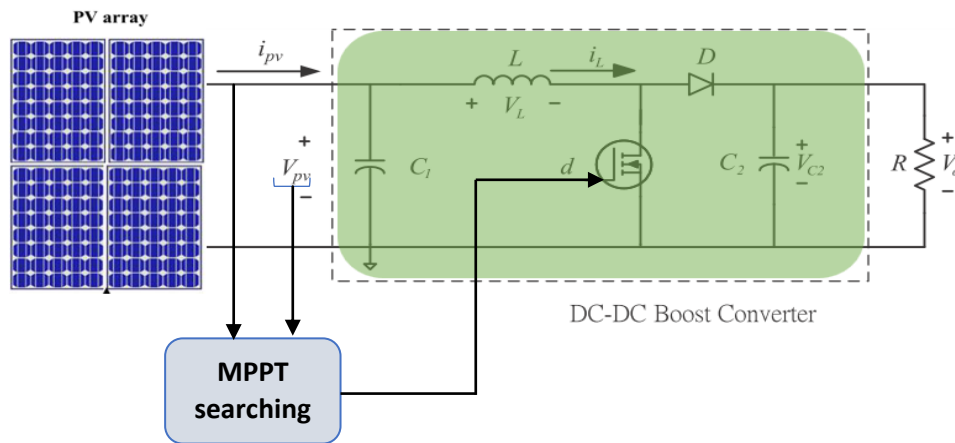 PV array
i_pv
L
i_L
D
+ V_L −
+
V_pv
−
C_1
d
C_2
+
V_C2
−
R
+
−
DC-DC Boost Converter
MPPT
searching